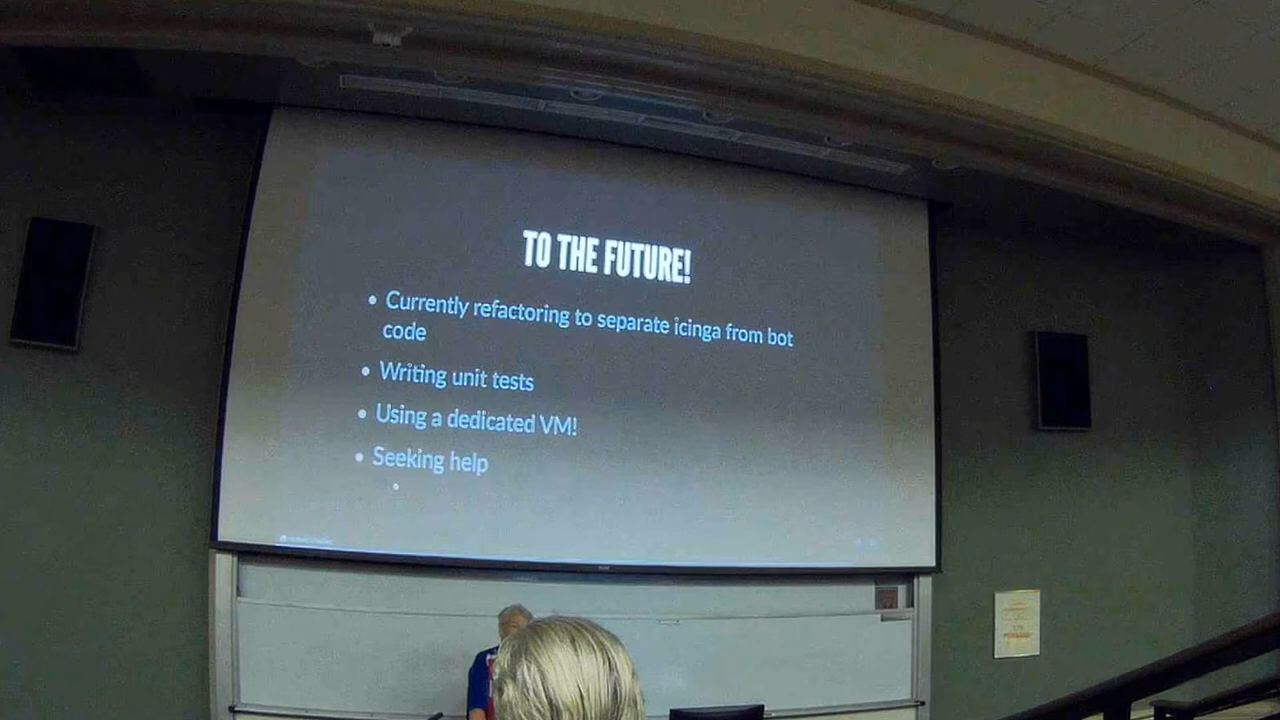 TO THE FUTURE!
• Currently refactoring to separate icinga from bot
code
• Writing unit tests
• Using a dedicated VM!
• Seeking help